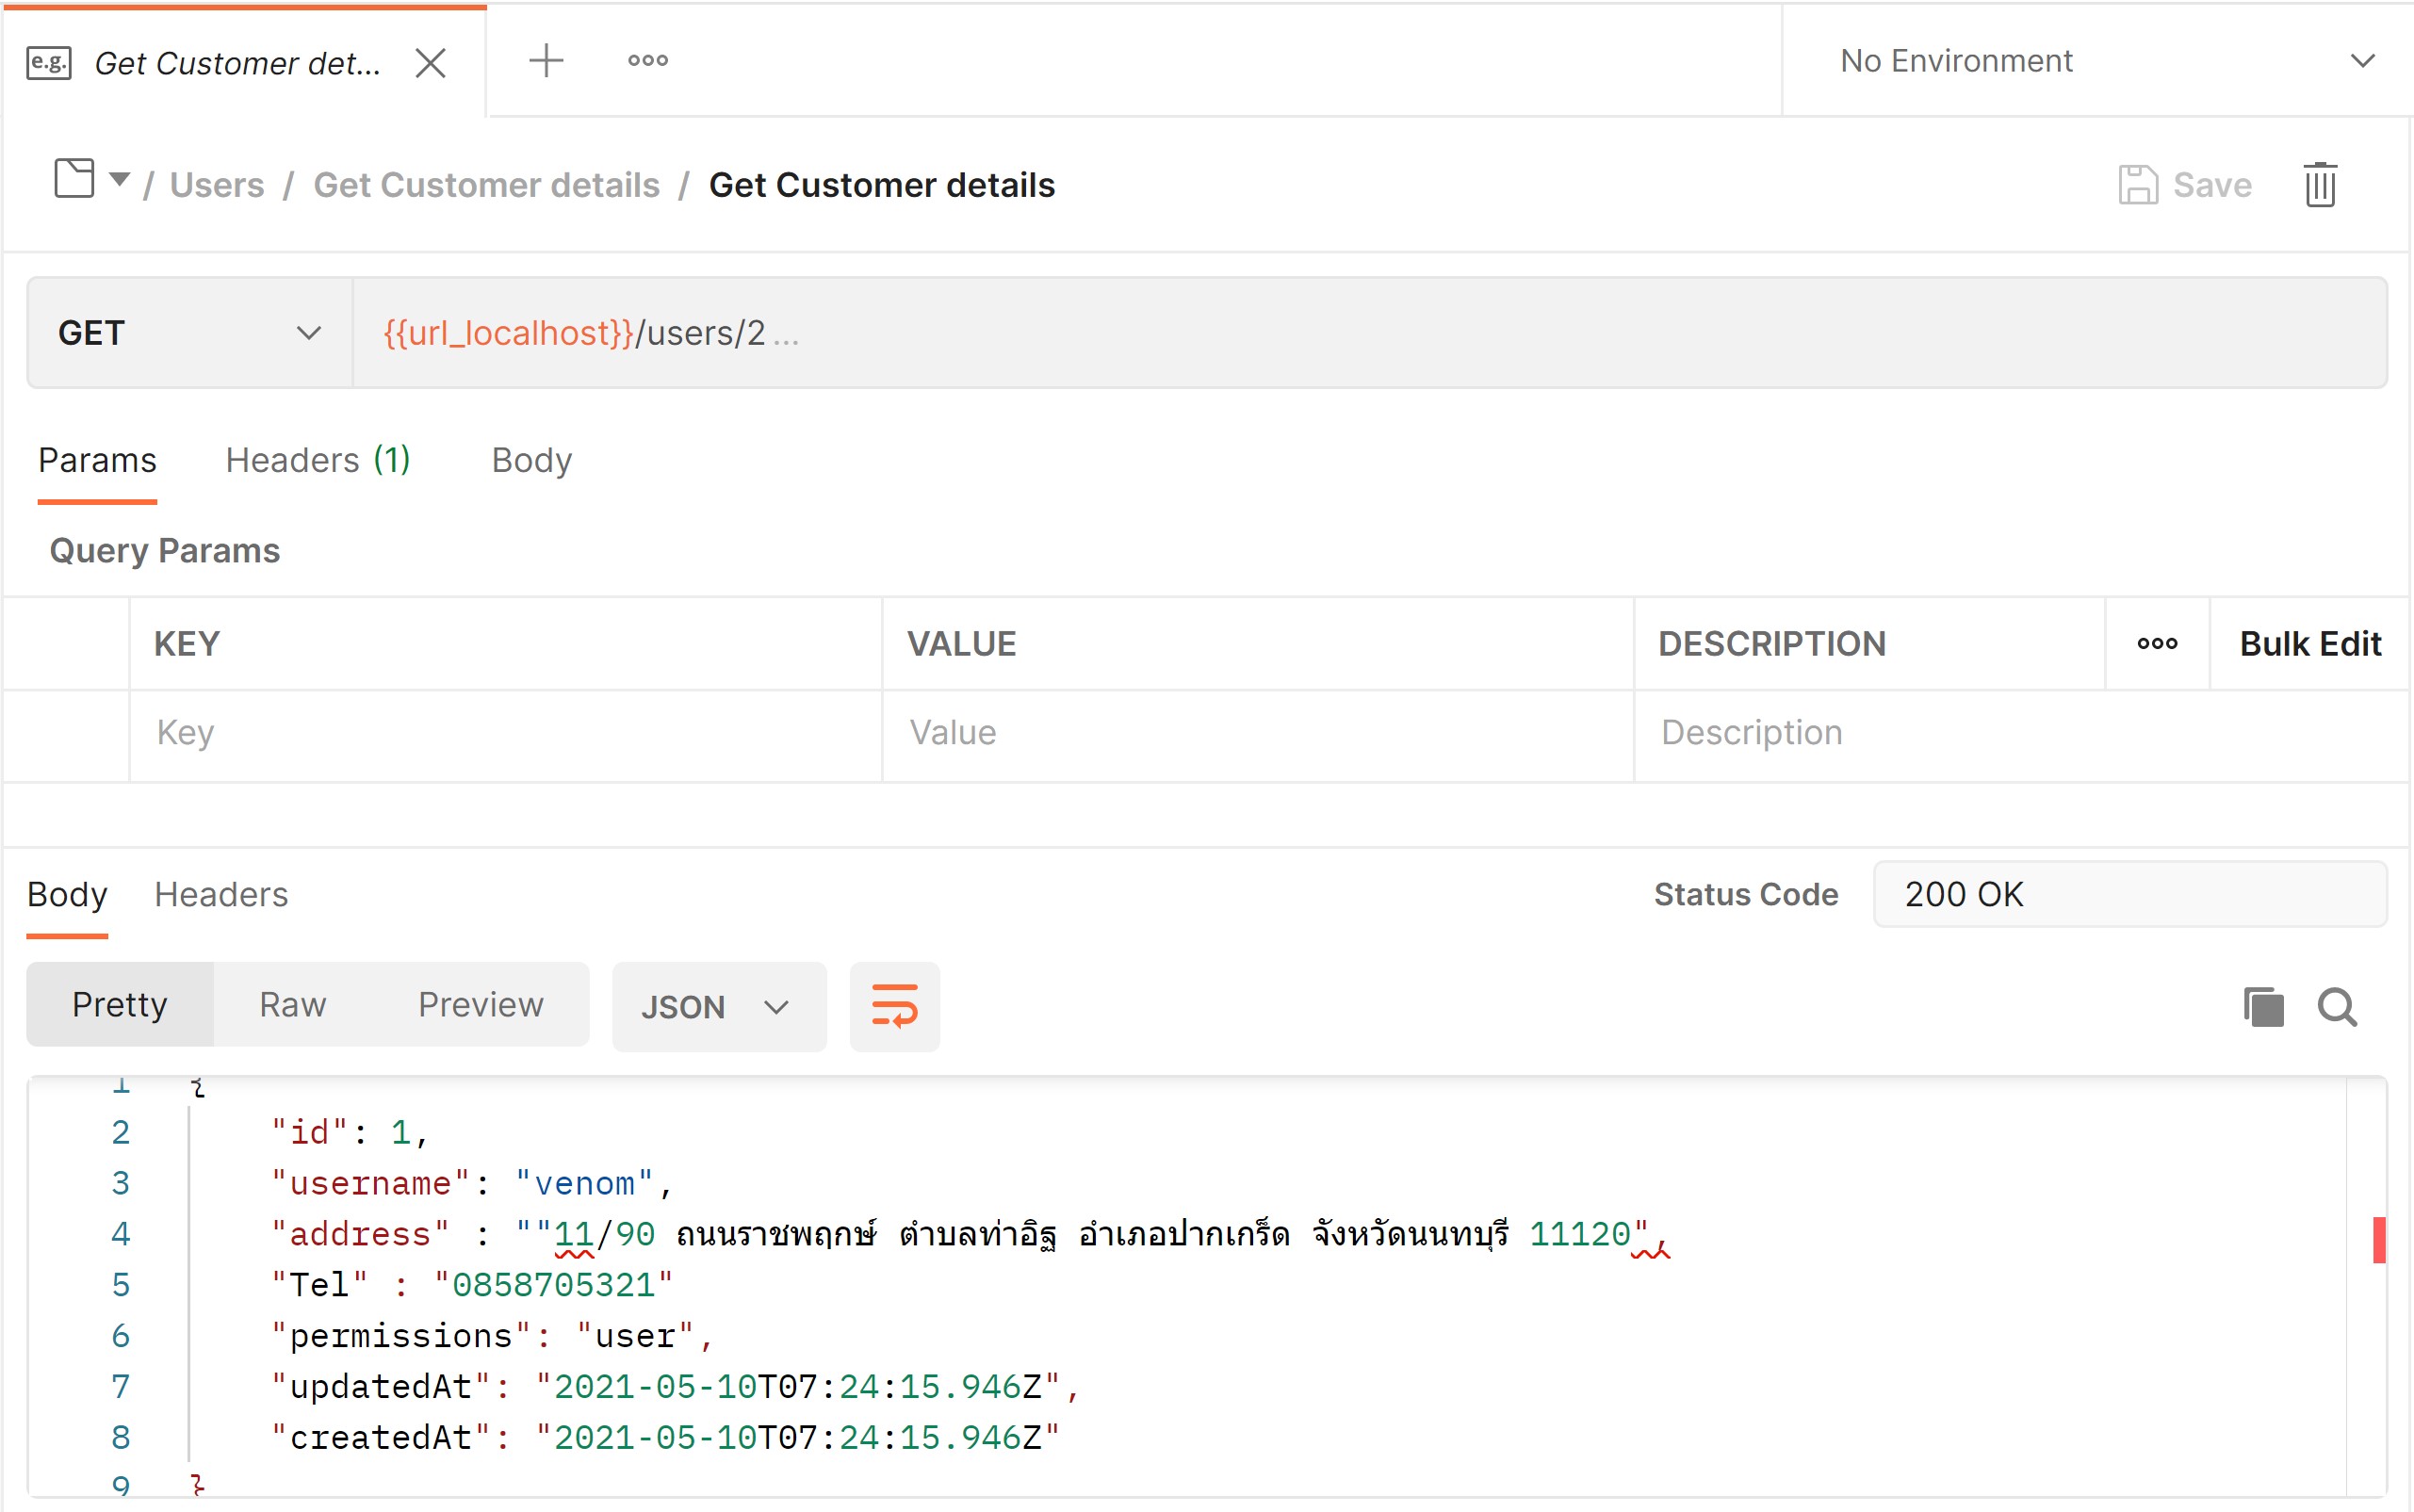 e.g. Get Customer det... No Environment
/ Users / Get Customer details / Get Customer details Save
GET {{url_localhost}}/users/2 ...
Params Headers (1) Body
Query Params
KEY VALUE DESCRIPTION Bulk Edit
Key Value Description
Body Headers Status Code 200 OK
Pretty Raw Preview JSON
1 {
2 "id": 1,
3 "username": "venom",
4 "address" : ""11/90 ถนนราชพฤกษ์ ตำบลท่าอิฐ อำเภอปากเกร็ด จังหวัดนนทบุรี 11120",
5 "Tel" : "0858705321"
6 "permissions": "user",
7 "updatedAt": "2021-05-10T07:24:15.946Z",
8 "createdAt": "2021-05-10T07:24:15.946Z"
9 }